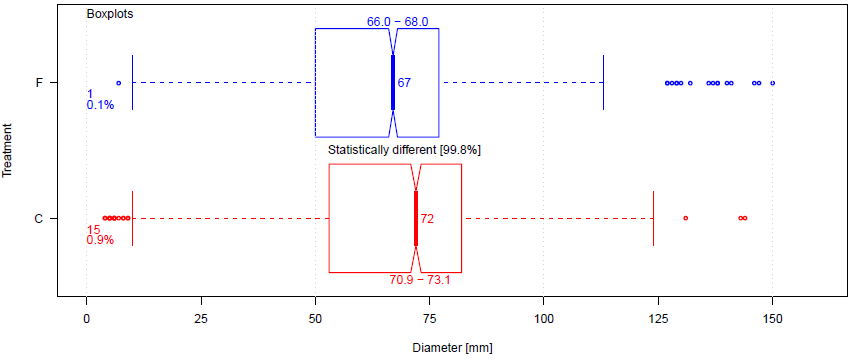 Boxplots
66.0 − 68.0
F
67
1
0.1%
Statistically different [99.8%]
Treatment
C
72
15
0.9%
70.9 − 73.1
0 25 50 75 100 125 150
Diameter [mm]